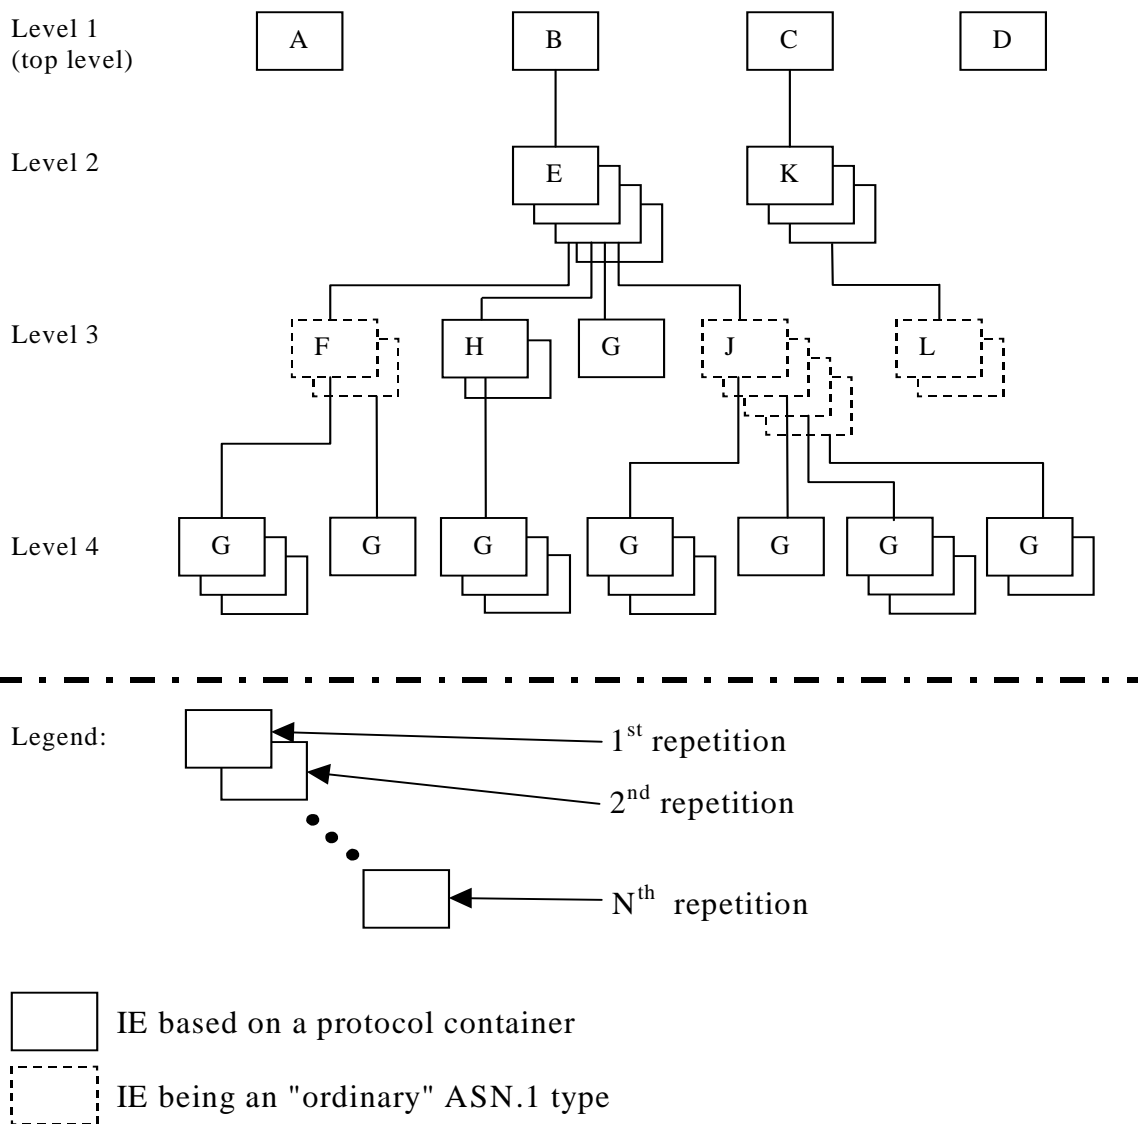 Level 1
(top level)
A
B
C
D
Level 2
E
K
Level 3
F
H
G
J
L
Level 4
G
G
G
G
G
G
G
Legend:
1st repetition
2nd repetition
Nth repetition
IE based on a protocol container
IE being an "ordinary" ASN.1 type